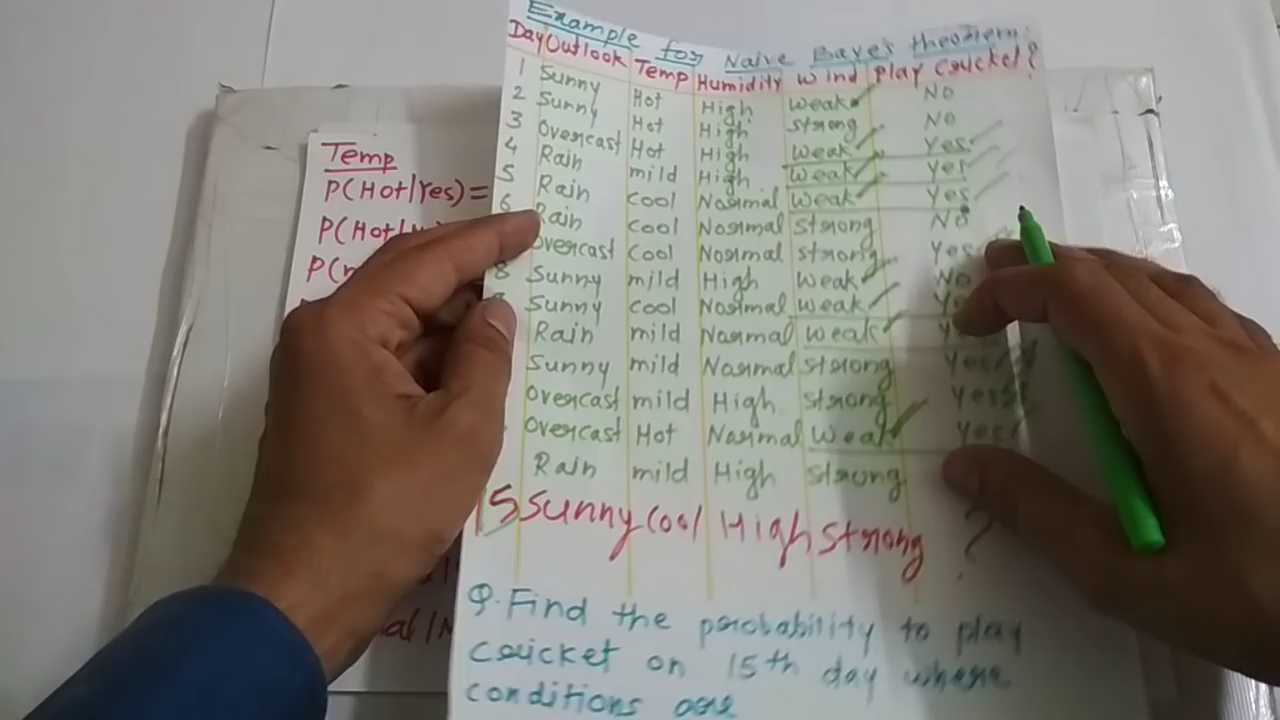 Example for Naive Baye's theorem:
Day Outlook Temp Humidity Wind Play Cricket?
1 Sunny Hot High Weak NO
2 Sunny Hot High Strong NO
3 Overcast Hot High Weak Yes
4 Rain mild High Weak Yes
5 Rain cool Normal Weak Yes
6 Rain cool Normal Strong NO
Overcast Cool Normal Strong Yes
8 Sunny mild High Weak NO
Sunny cool Normal Weak
Rain mild Normal Weak
Sunny mild Normal Strong Yes
Overcast mild High Strong Yes
Overcast Hot Normal Weak Yes
Rain mild High Strong
15 Sunny Cool High Strong ?
Q. Find the probability to play
cricket on 15th day where
conditions are
Temp
P(Hot|Yes)=
P(Hot|